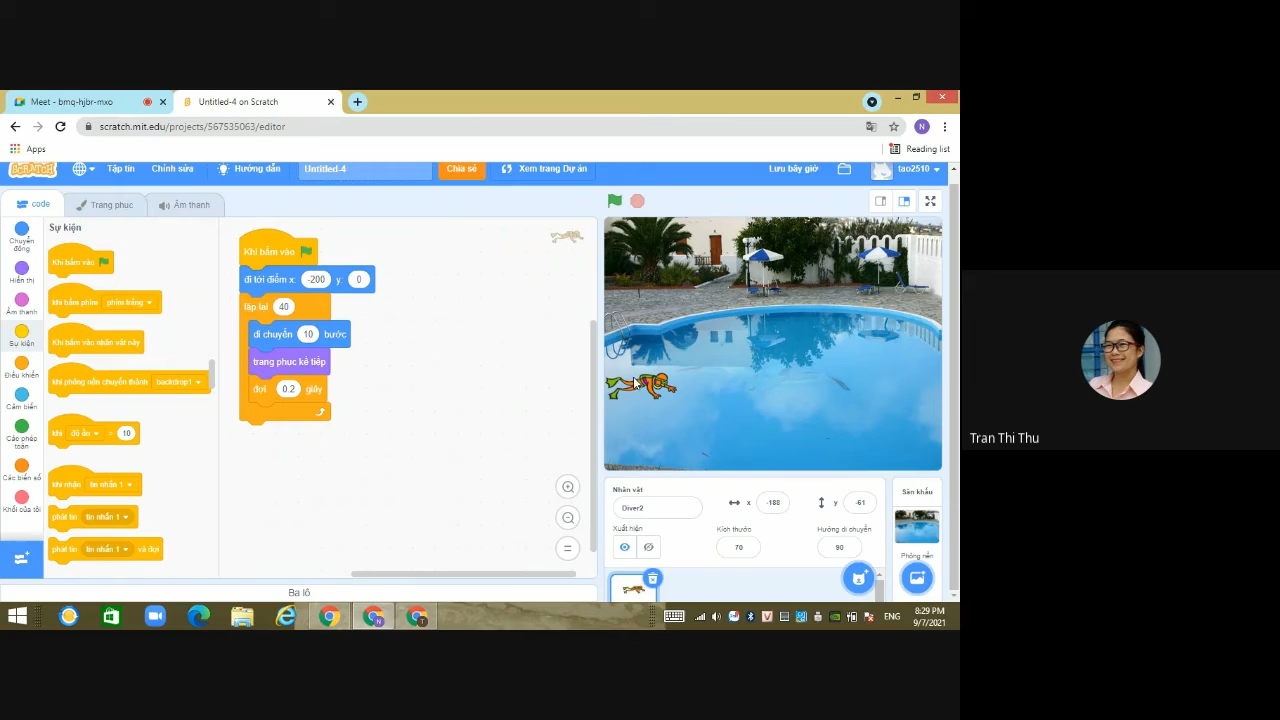 Meet - bmq-hjbr-mxo
Untitled-4 on Scratch
scratch.mit.edu/projects/567535063/editor
N
Apps
Reading list
SCRATCH
Tập tin
Chỉnh sửa
Hướng dẫn
Untitled-4
Chia sẻ
Xem trang Dự án
Lưu bây giờ
tao2510
code
Trang phục
Âm thanh
Chuyển động
Hiển thị
Âm thanh
Sự kiện
Điều khiển
Cảm biến
Các phép toán
Các biến số
Khối của tôi
Sự kiện
Khi bấm vào
khi bấm phím phím trắng
Khi bấm vào nhân vật này
khi phông nền chuyển thành backdrop1
khi độ ồn > 10
khi nhận tin nhắn 1
phát tin tin nhắn 1
phát tin tin nhắn 1 và đợi
Khi bấm vào
đi tới điểm x: -200 y: 0
lặp lại 40
di chuyển 10 bước
trang phục kế tiếp
đợi 0.2 giây
Ba lô
Nhân vật
Diver2
x -188
y -61
Xuất hiện
Kích thước
70
Hướng di chuyển
90
Sân khấu
Phông nền
Tran Thi Thu
ENG
8:29 PM
9/7/2021